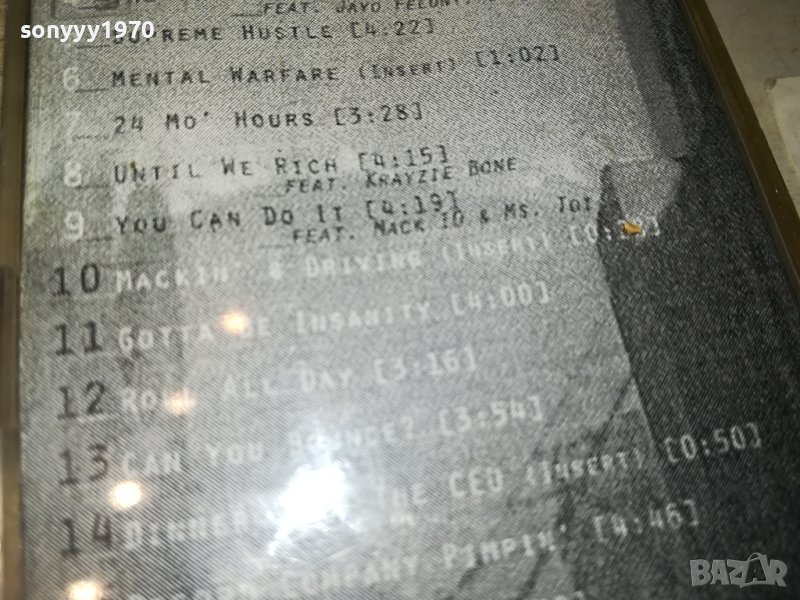 sonyyy1970
FEAT. JAYO FELONY,
SUPREME HUSTLE [4:22]
6 MENTAL WARFARE (INSERT) [1:02]
7 24 MO' HOURS [3:28]
8 UNTIL WE RICH [4:15]
FEAT. KRAYZIE BONE
9 YOU CAN DO IT [4:19]
FEAT. MACK 10 & MS. TOI
10 MACKIN' & DRIVING (INSERT)
11 GOTTA BE INSANITY [4:00]
12 ROLL ALL DAY [3:16]
13 CAN YOU BOUNCE? [3:54]
14 DINNER THE CEO (INSERT) [0:50]
COMPANY PIMPIN' [4:46]
BAZAR